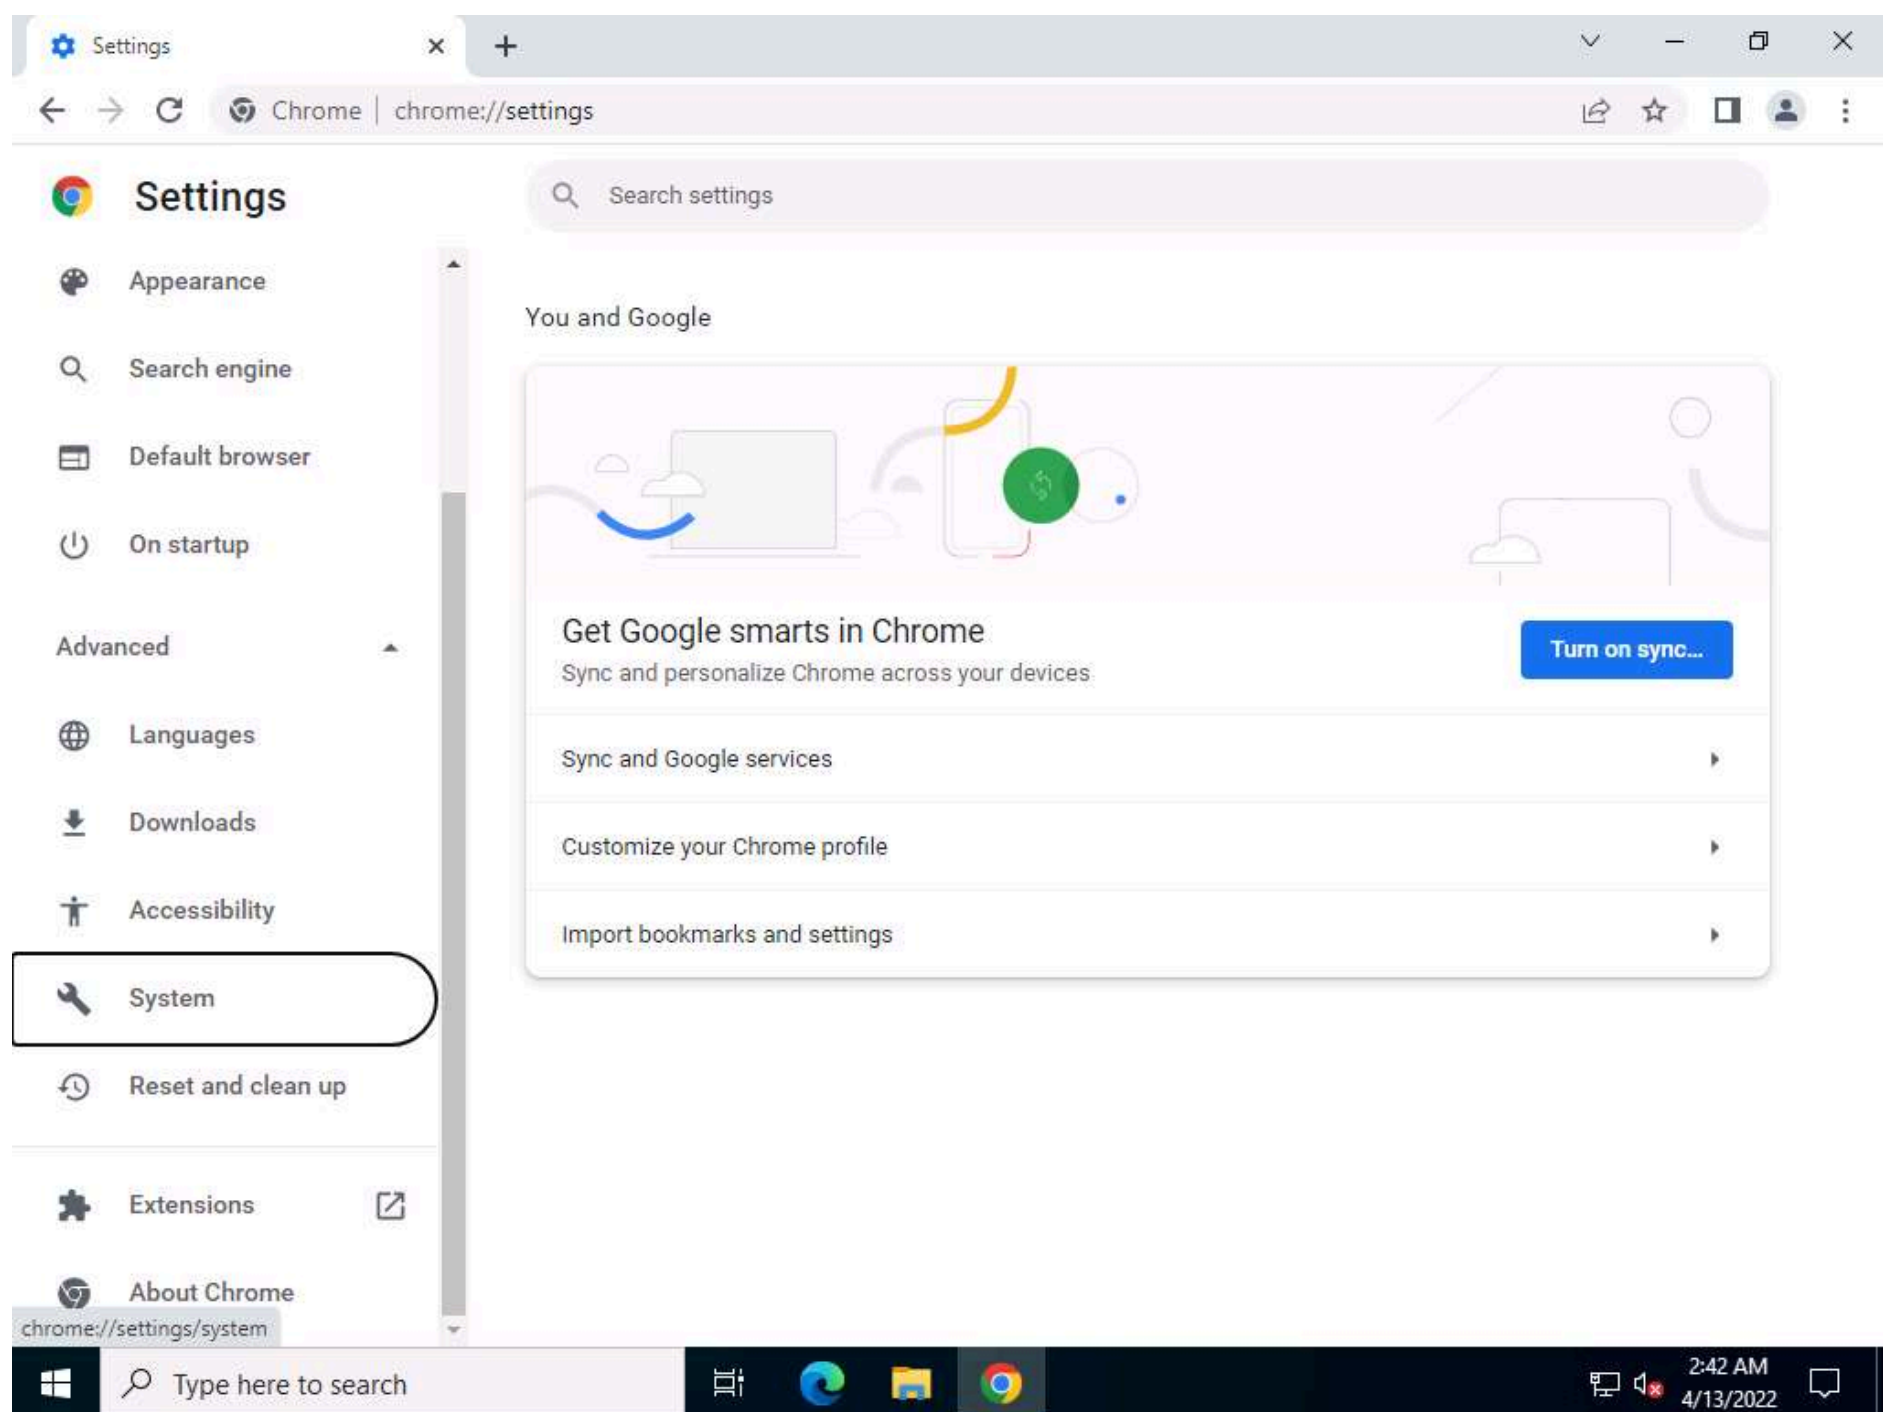 Settings
Chrome | chrome://settings
Settings
Search settings
Appearance
Search engine
Default browser
On startup
Advanced
Languages
Downloads
Accessibility
System
Reset and clean up
Extensions
About Chrome
chrome://settings/system
You and Google
Get Google smarts in Chrome
Sync and personalize Chrome across your devices
Turn on sync...
Sync and Google services
Customize your Chrome profile
Import bookmarks and settings
Type here to search
2:42 AM
4/13/2022